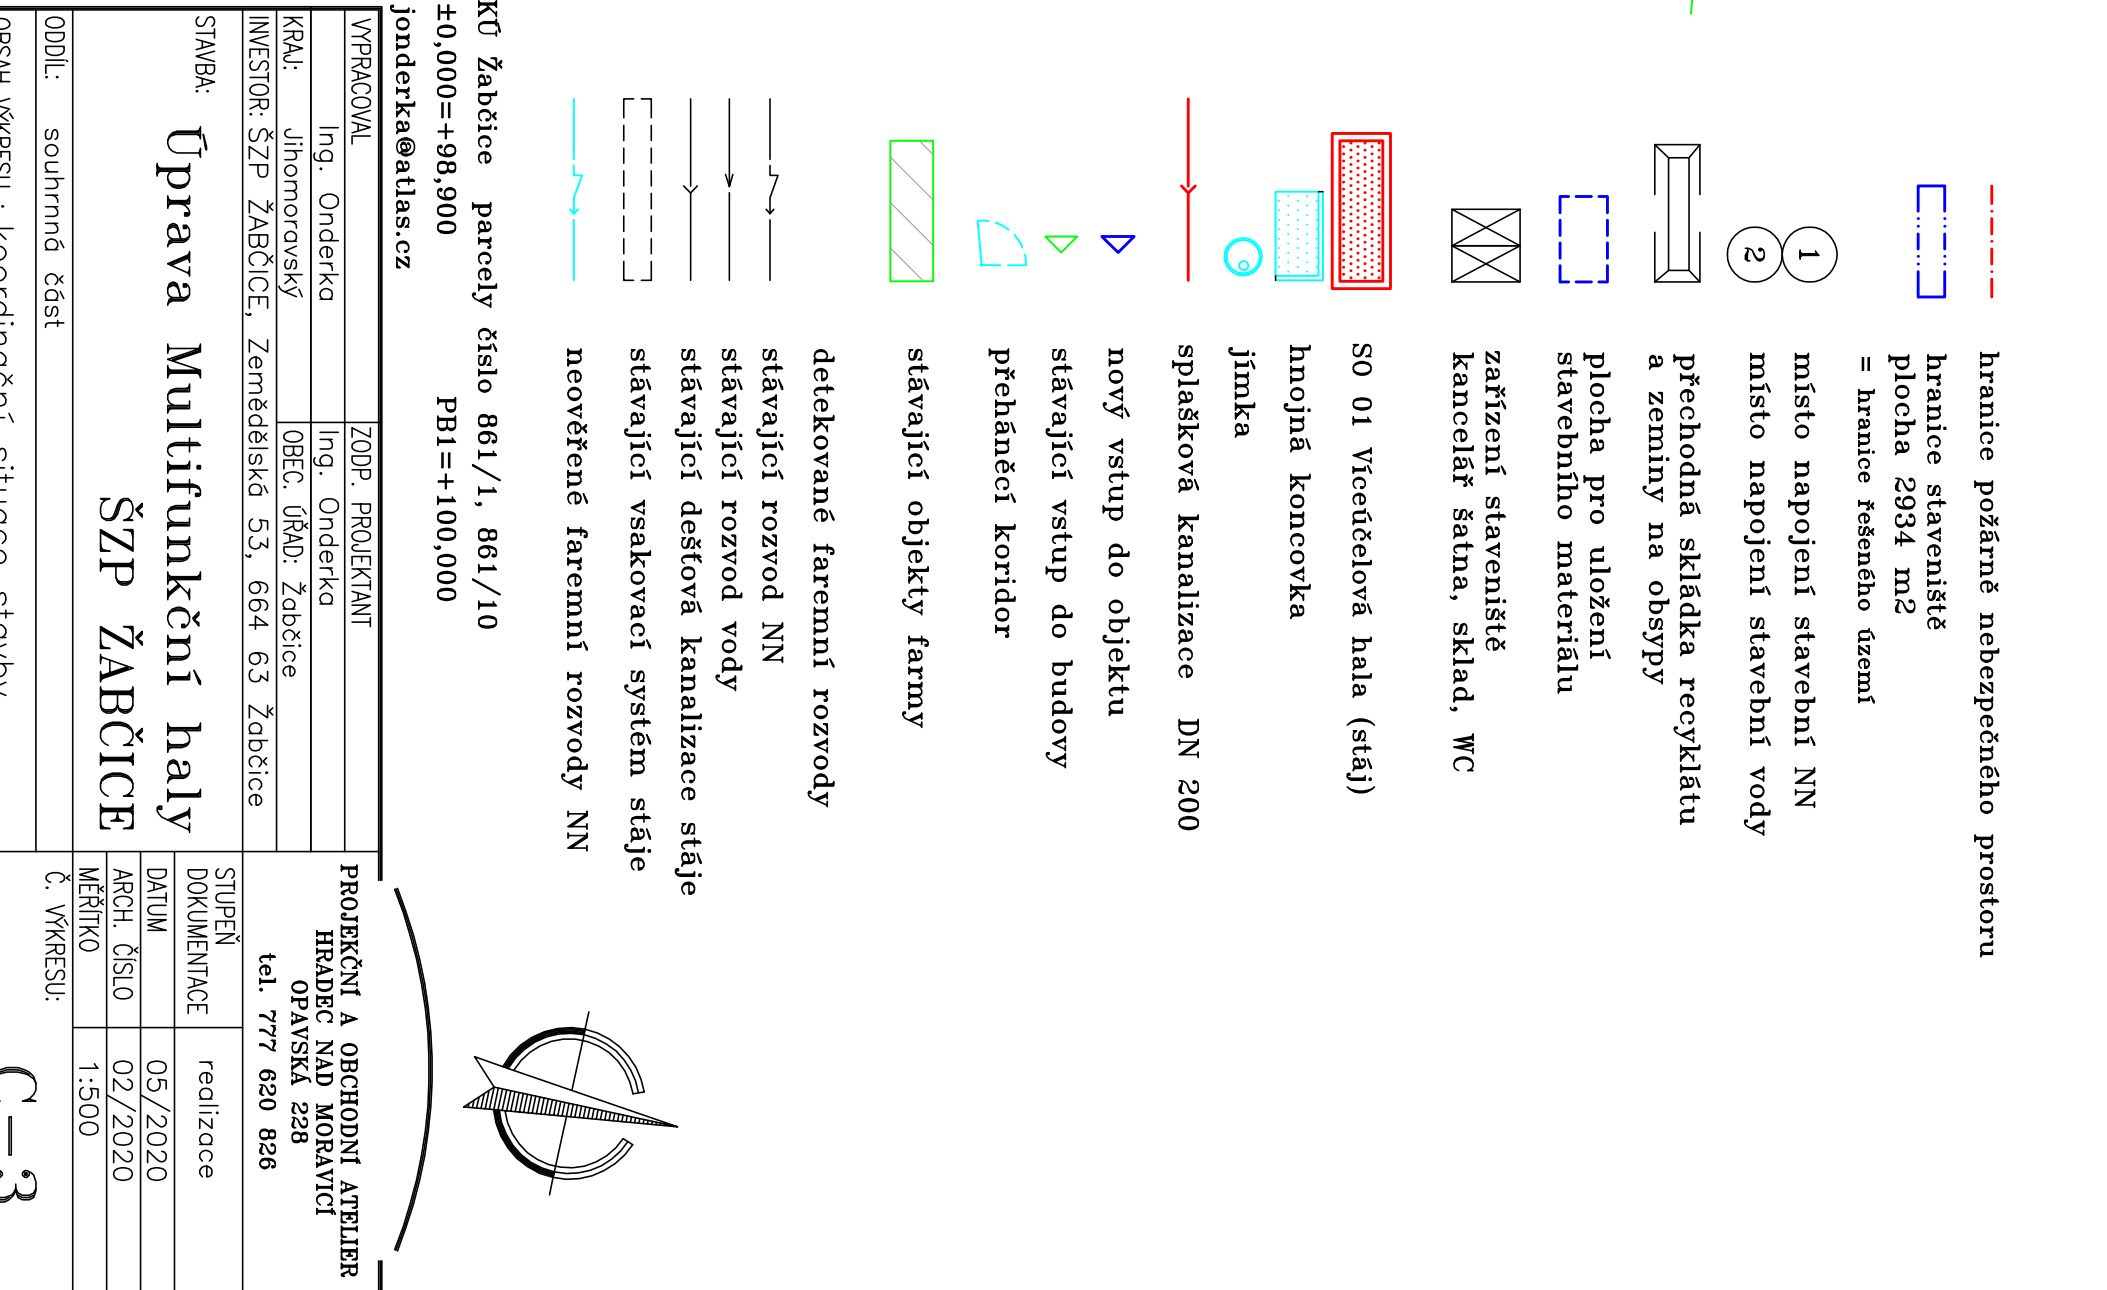 hranice požárně nebezpečného prostoru
hranice staveniště
plocha 2934 m2
= hranice řešeného území
1
místo napojení stavební NN
2
místo napojení stavební vody
přechodná skládka recyklátu
a zeminy na obsypy
plocha pro uložení
stavebního materiálu
zařízení staveniště
kancelář šatna, sklad, WC
SO 01 Víceúčelová hala (stáj)
hnojná koncovka
jímka
splašková kanalizace DN 200
nový vstup do objektu
stávající vstup do budovy
přeháněcí koridor
stávající objekty farmy
detekované faremní rozvody
stávající rozvod NN
stávající rozvod vody
stávající dešťová kanalizace stáje
stávající vsakovací systém stáje
neověřené faremní rozvody NN
KÚ Žabčice parcely číslo 861/1, 861/10
±0,000=+98,900 PB1=+100,000
jonderka@atlas.cz
VYPRACOVAL ZODP. PROJEKTANT
Ing. Onderka Ing. Onderka
KRAJ: Jihomoravský OBEC. ÚŘAD: Žabčice
INVESTOR: ŠZP ŽABČICE, Zemědělská 53, 664 63 Žabčice
STAVBA: Úprava Multifunkční haly
ŠZP ŽABČICE
ODDÍL: souhrnná část
OBSAH VÝKRESU : koordinační situace stavby
PROJEKČNÍ A OBCHODNÍ ATELIER
HRADEC NAD MORAVICÍ
OPAVSKÁ 228
tel. 777 620 826
STUPEŇ
DOKUMENTACE realizace
DATUM 05/2020
ARCH. ČÍSLO 02/2020
MĚŘÍTKO 1:500
Č. VÝKRESU: C-3